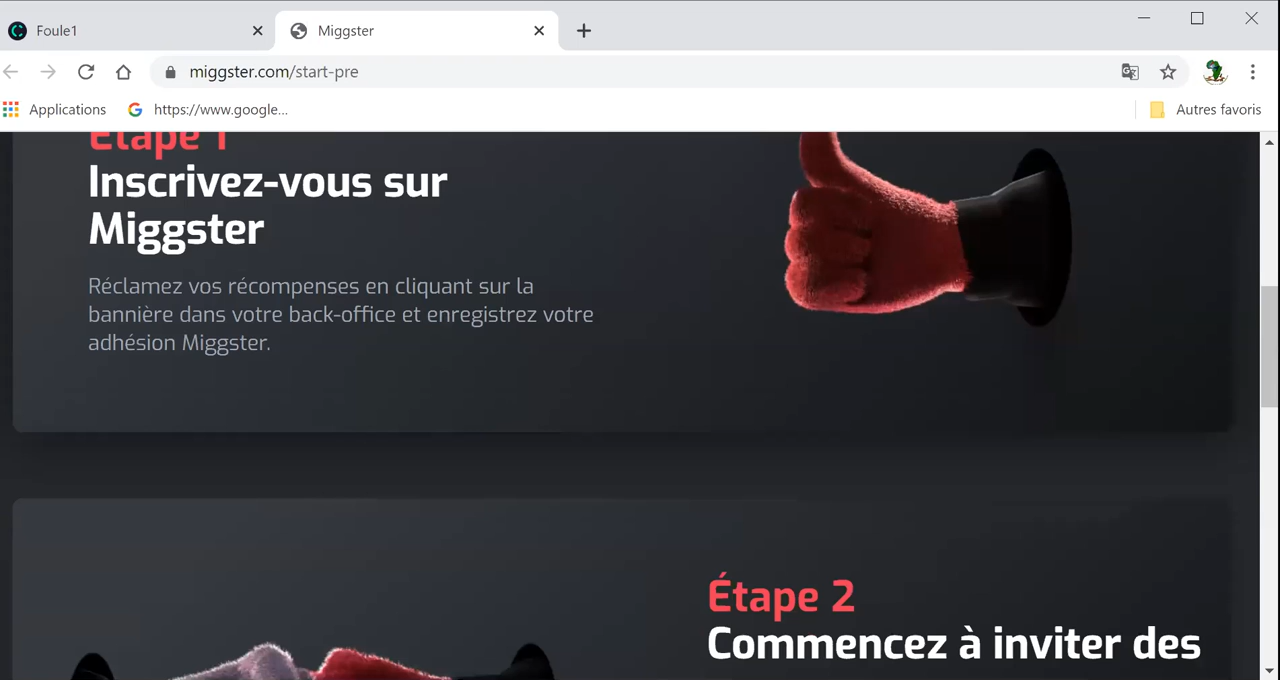 Foule1
Miggster
miggster.com/start-pre
Applications
https://www.google...
Autres favoris
Étape 1
Inscrivez-vous sur
Miggster
Réclamez vos récompenses en cliquant sur la
bannière dans votre back-office et enregistrez votre
adhésion Miggster.
Étape 2
Commencez à inviter des